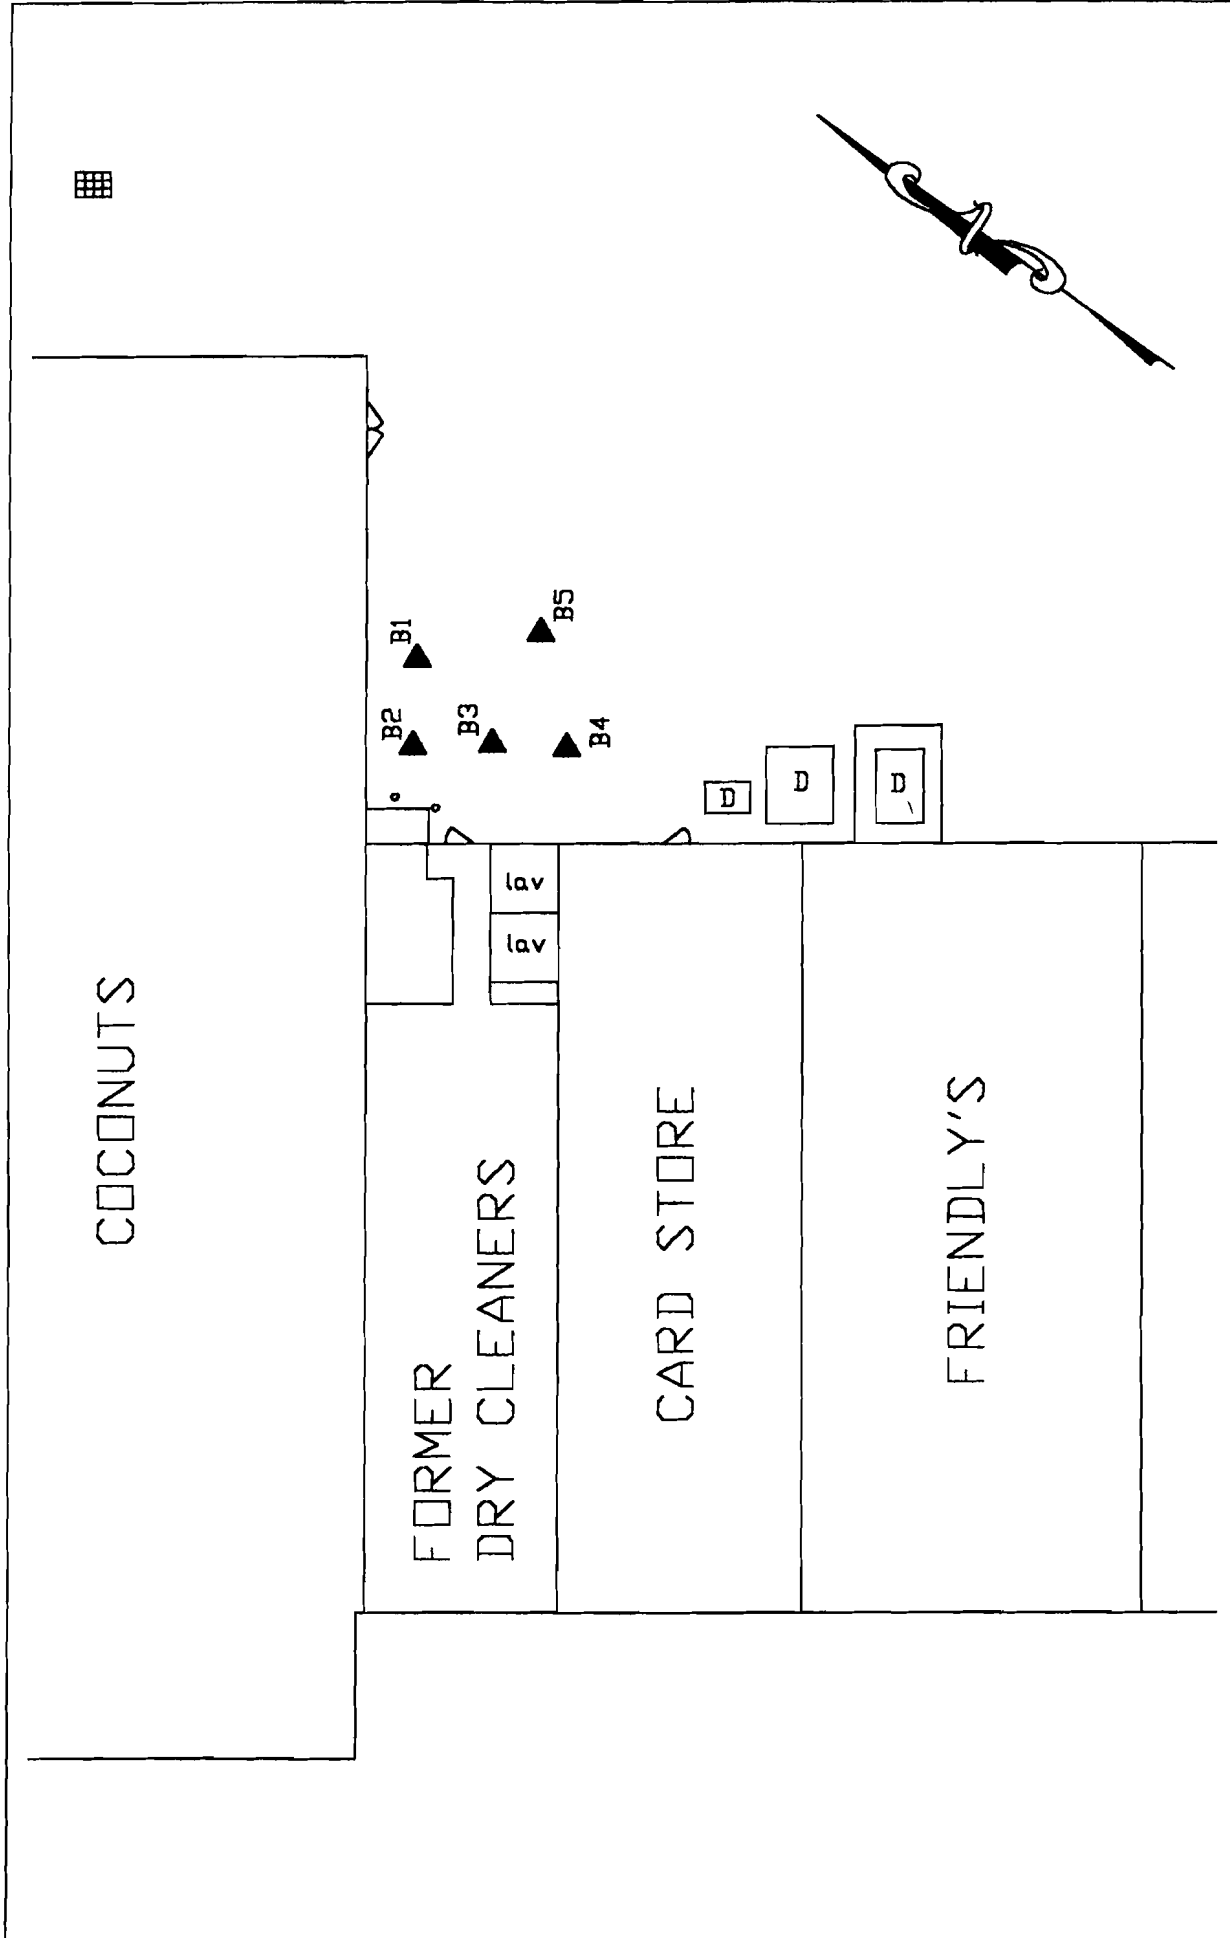 COCONUTS
FORMER
DRY CLEANERS
CARD STORE
FRIENDLY'S
lav
lav
B1
B2
B3
B4
B5
D
D
D